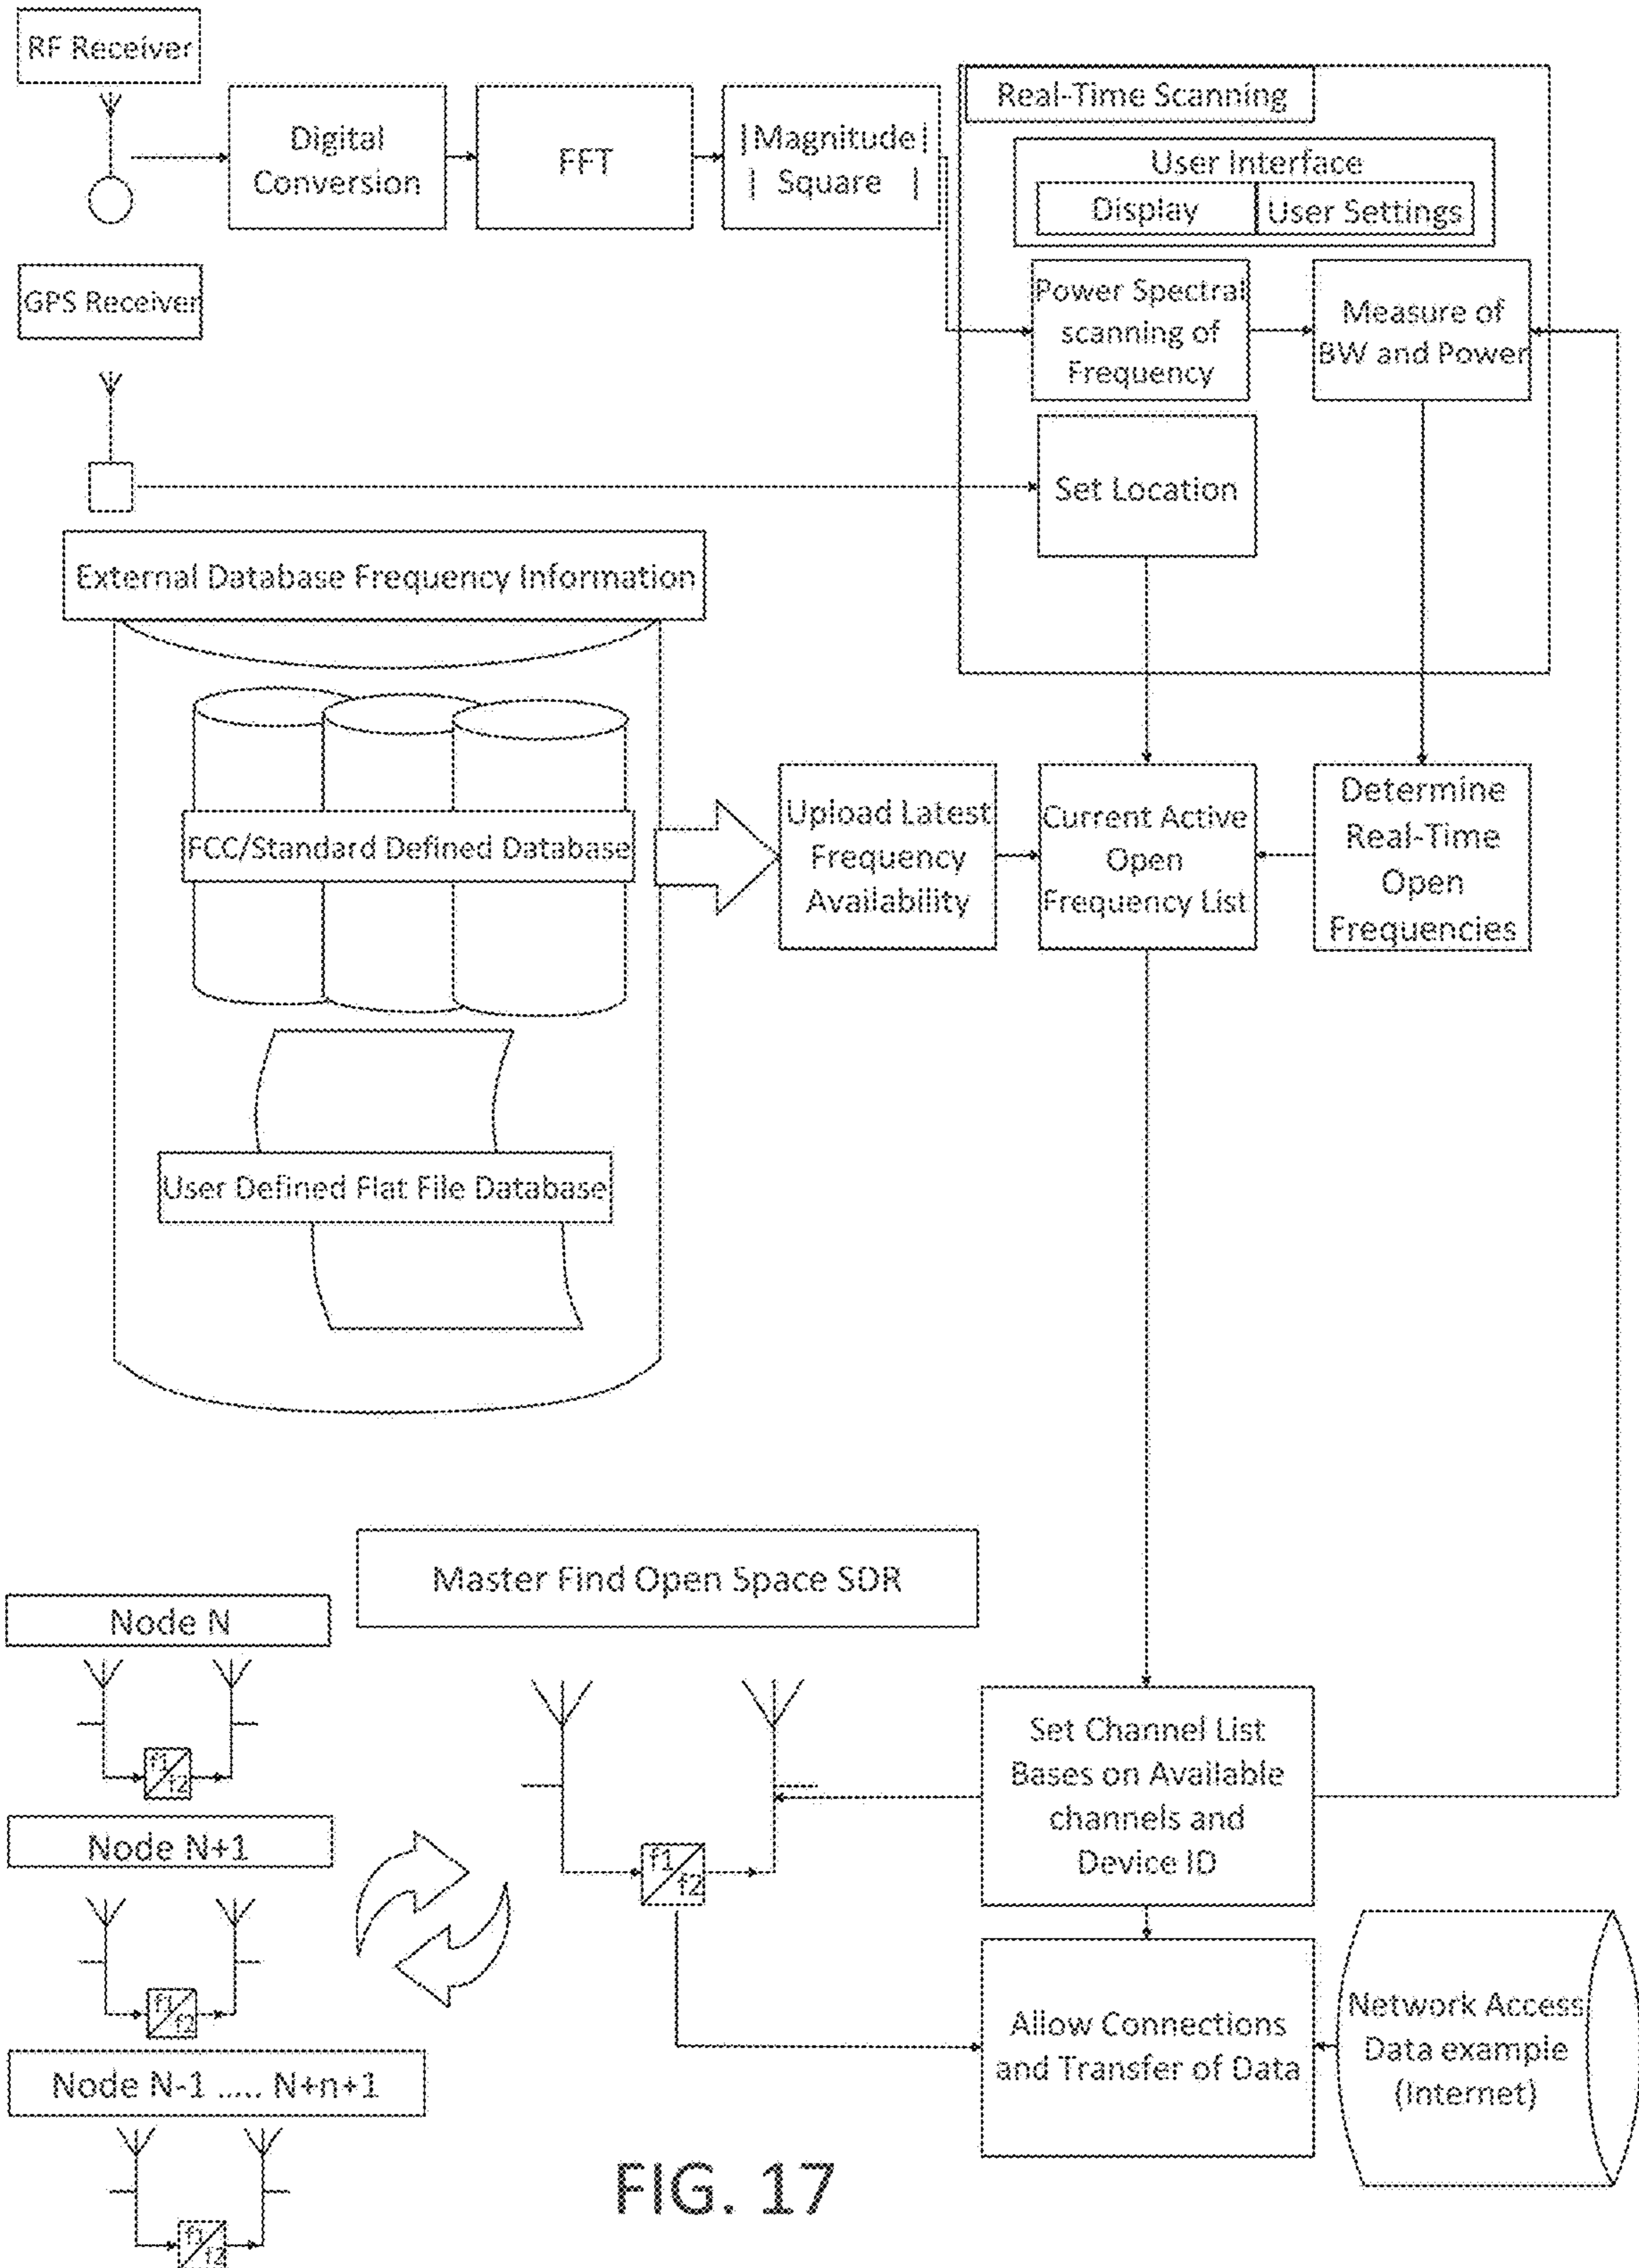 RF Receiver
Digital
Conversion
FFT
|Magnitude|
| Square |
Real-Time Scanning
User Interface
Display
User Settings
GPS Receiver
Power Spectral
scanning of
Frequency
Measure of
BW and Power
Set Location
External Database Frequency Information
FCC/Standard Defined Database
Upload Latest
Frequency
Availability
Current Active
Open
Frequency List
Determine
Real-Time
Open
Frequencies
User Defined Flat File Database
Master Find Open Space SDR
Node N
f1
f2
Node N+1
f1
f2
Node N-1 ..... N+n+1
f1
f2
f1
f2
Set Channel List
Bases on Available
channels and
Device ID
Allow Connections
and Transfer of Data
Network Access
Data example
(Internet)
FIG. 17